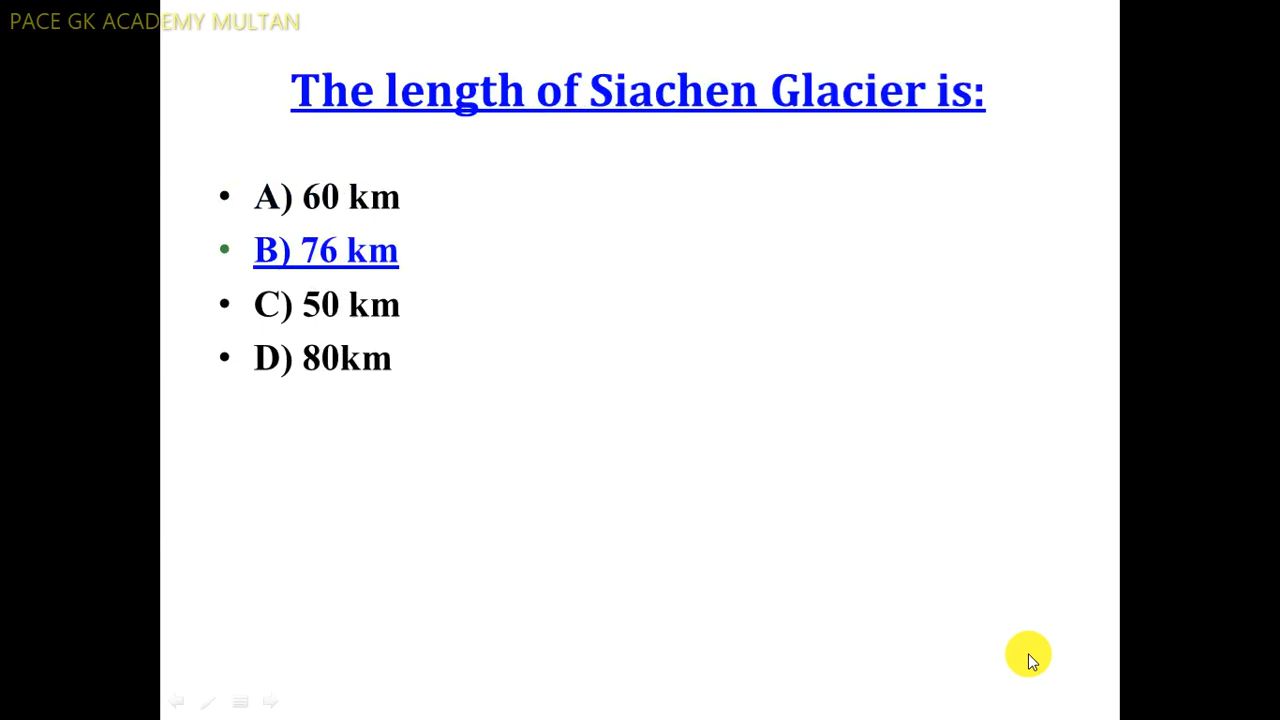 PACE GK ACADEMY MULTAN
The length of Siachen Glacier is:
• A) 60 km
• B) 76 km
• C) 50 km
• D) 80km